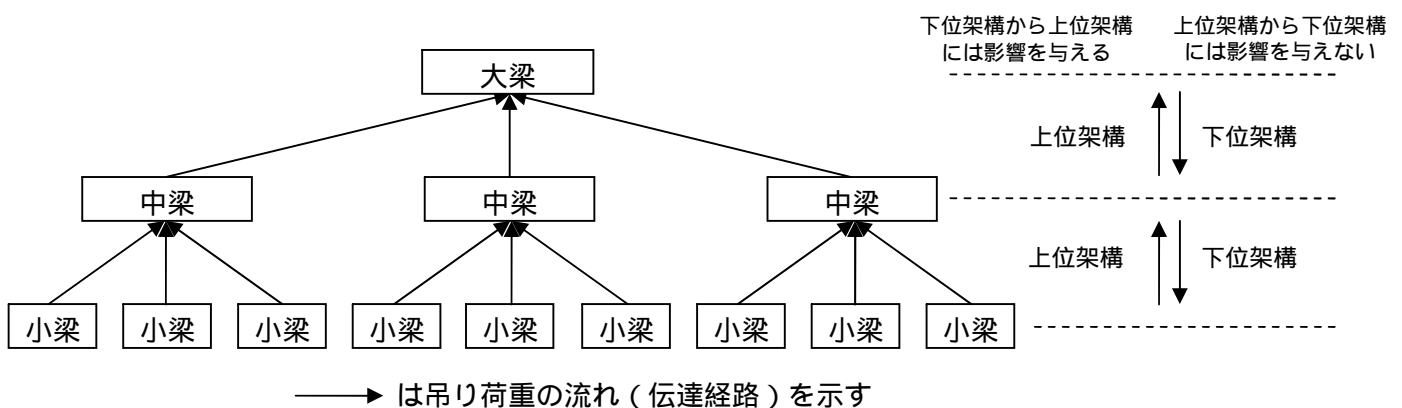 下位架構から上位架構
には影響を与える
上位架構から下位架構
には影響を与えない
大梁
上位架構
下位架構
中梁
中梁
中梁
上位架構
下位架構
小梁
小梁
小梁
小梁
小梁
小梁
小梁
小梁
小梁
は吊り荷重の流れ(伝達経路)を示す